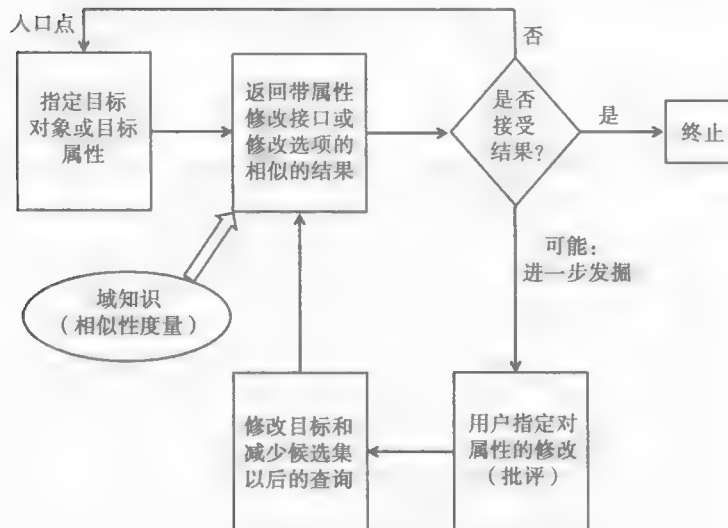 人口点
否
指定目标
对象或目标
属性
返回带属性
修改接口或
修改选项的
相似的结果
是否
接受
结果?
是
终止
可能:
进一步发掘
域知识
(相似性度量)
修改目标和
减少候选集
以后的查询
用户指定对
属性的修改
(批评)